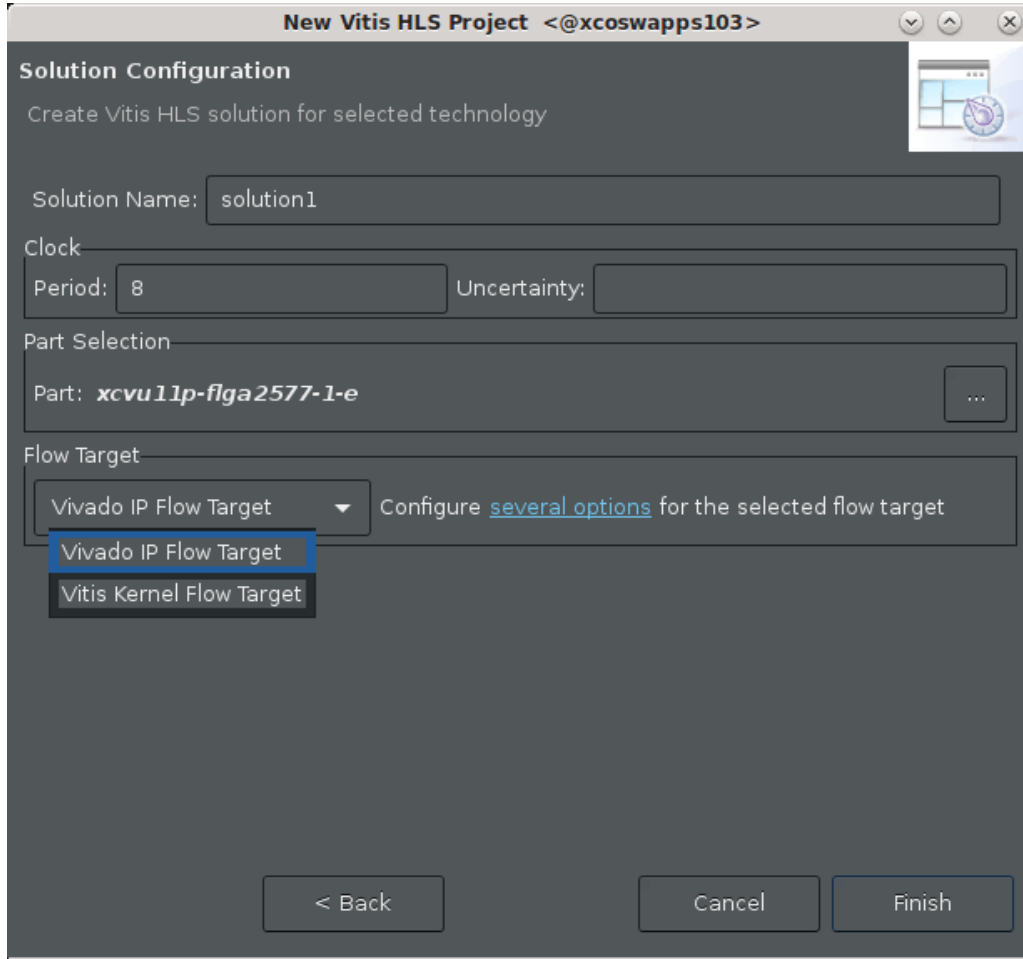 New Vitis HLS Project <@xcoswapps103>
Solution Configuration
Create Vitis HLS solution for selected technology
Solution Name: solution1
Clock
Period: 8 Uncertainty:
Part Selection
Part: xcvu11p-flga2577-1-e ...
Flow Target
Vivado IP Flow Target Configure several options for the selected flow target
Vivado IP Flow Target
Vitis Kernel Flow Target
< Back Cancel Finish